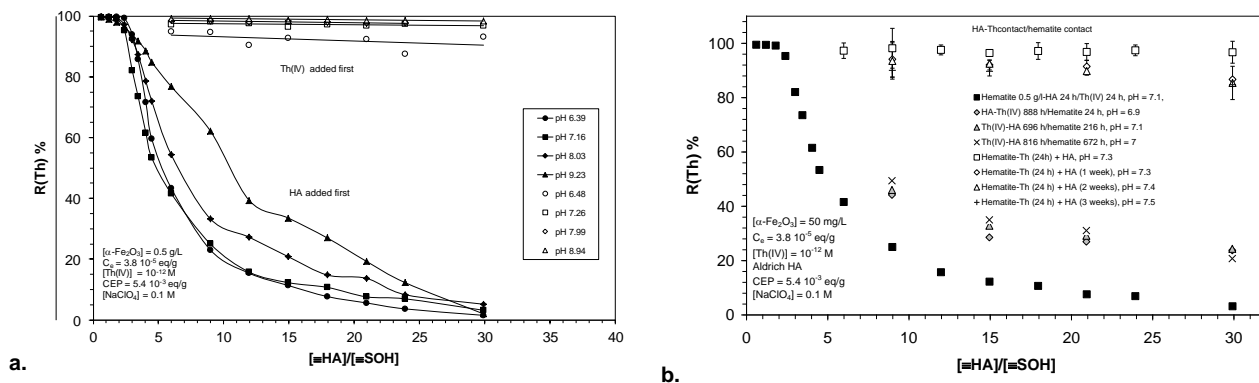 100
80
60
40
20
0
R(Th) %
0 5 10 15 20 25 30 35 40
[≡HA]/[≡SOH]
Th(IV) added first
HA added first
pH 6.39
pH 7.16
pH 8.03
pH 9.23
pH 6.48
pH 7.26
pH 7.99
pH 8.94
[α-Fe₂O₃] = 0.5 g/L
Cₑ = 3.8 10⁻⁵ eq/g
[Th(IV)] = 10⁻¹² M
CEP = 5.4 10⁻³ eq/g
[NaClO₄] = 0.1 M
a.
100
80
60
40
20
0
R(Th) %
0 5 10 15 20 25 30
[≡HA]/[≡SOH]
HA-Thcontact/hematite contact
Hematite 0.5 g/l-HA 24 h/Th(IV) 24 h, pH = 7.1,
HA-Th(IV) 888 h/Hematite 24 h, pH = 6.9
Th(IV)-HA 696 h/hematite 216 h, pH = 7.1
Th(IV)-HA 816 h/hematite 672 h, pH = 7
Hematite-Th (24h) + HA, pH = 7.3
Hematite-Th (24 h) + HA (1 week), pH = 7.3
Hematite-Th (24 h) + HA (2 weeks), pH = 7.4
Hematite-Th (24 h) + HA (3 weeks), pH = 7.5
[α-Fe₂O₃] = 50 mg/L
Cₑ = 3.8 10⁻⁵ eq/g
[Th(IV)] = 10⁻¹² M
Aldrich HA
CEP = 5.4 10⁻³ eq/g
[NaClO₄] = 0.1 M
b.